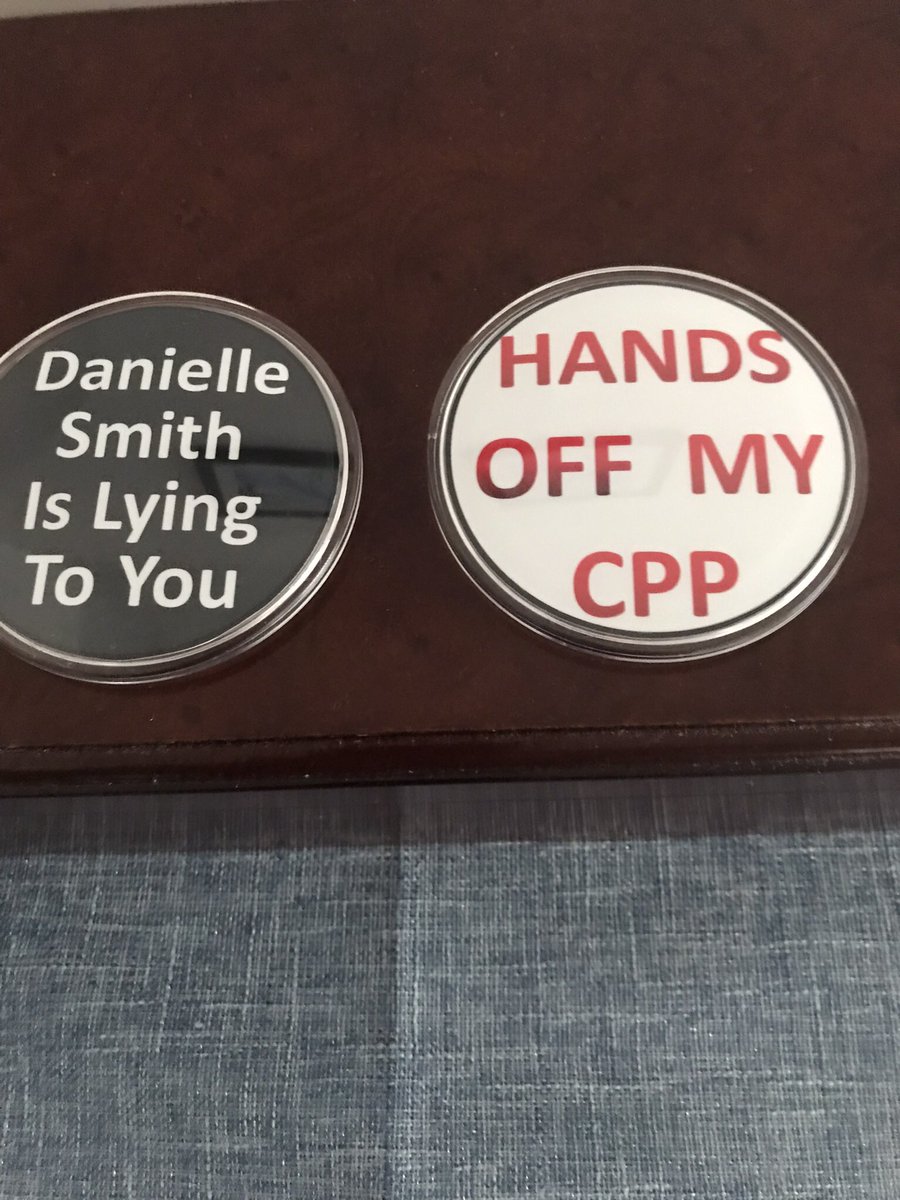 Danielle
Smith
Is Lying
To You
HANDS
OFF MY
CPP